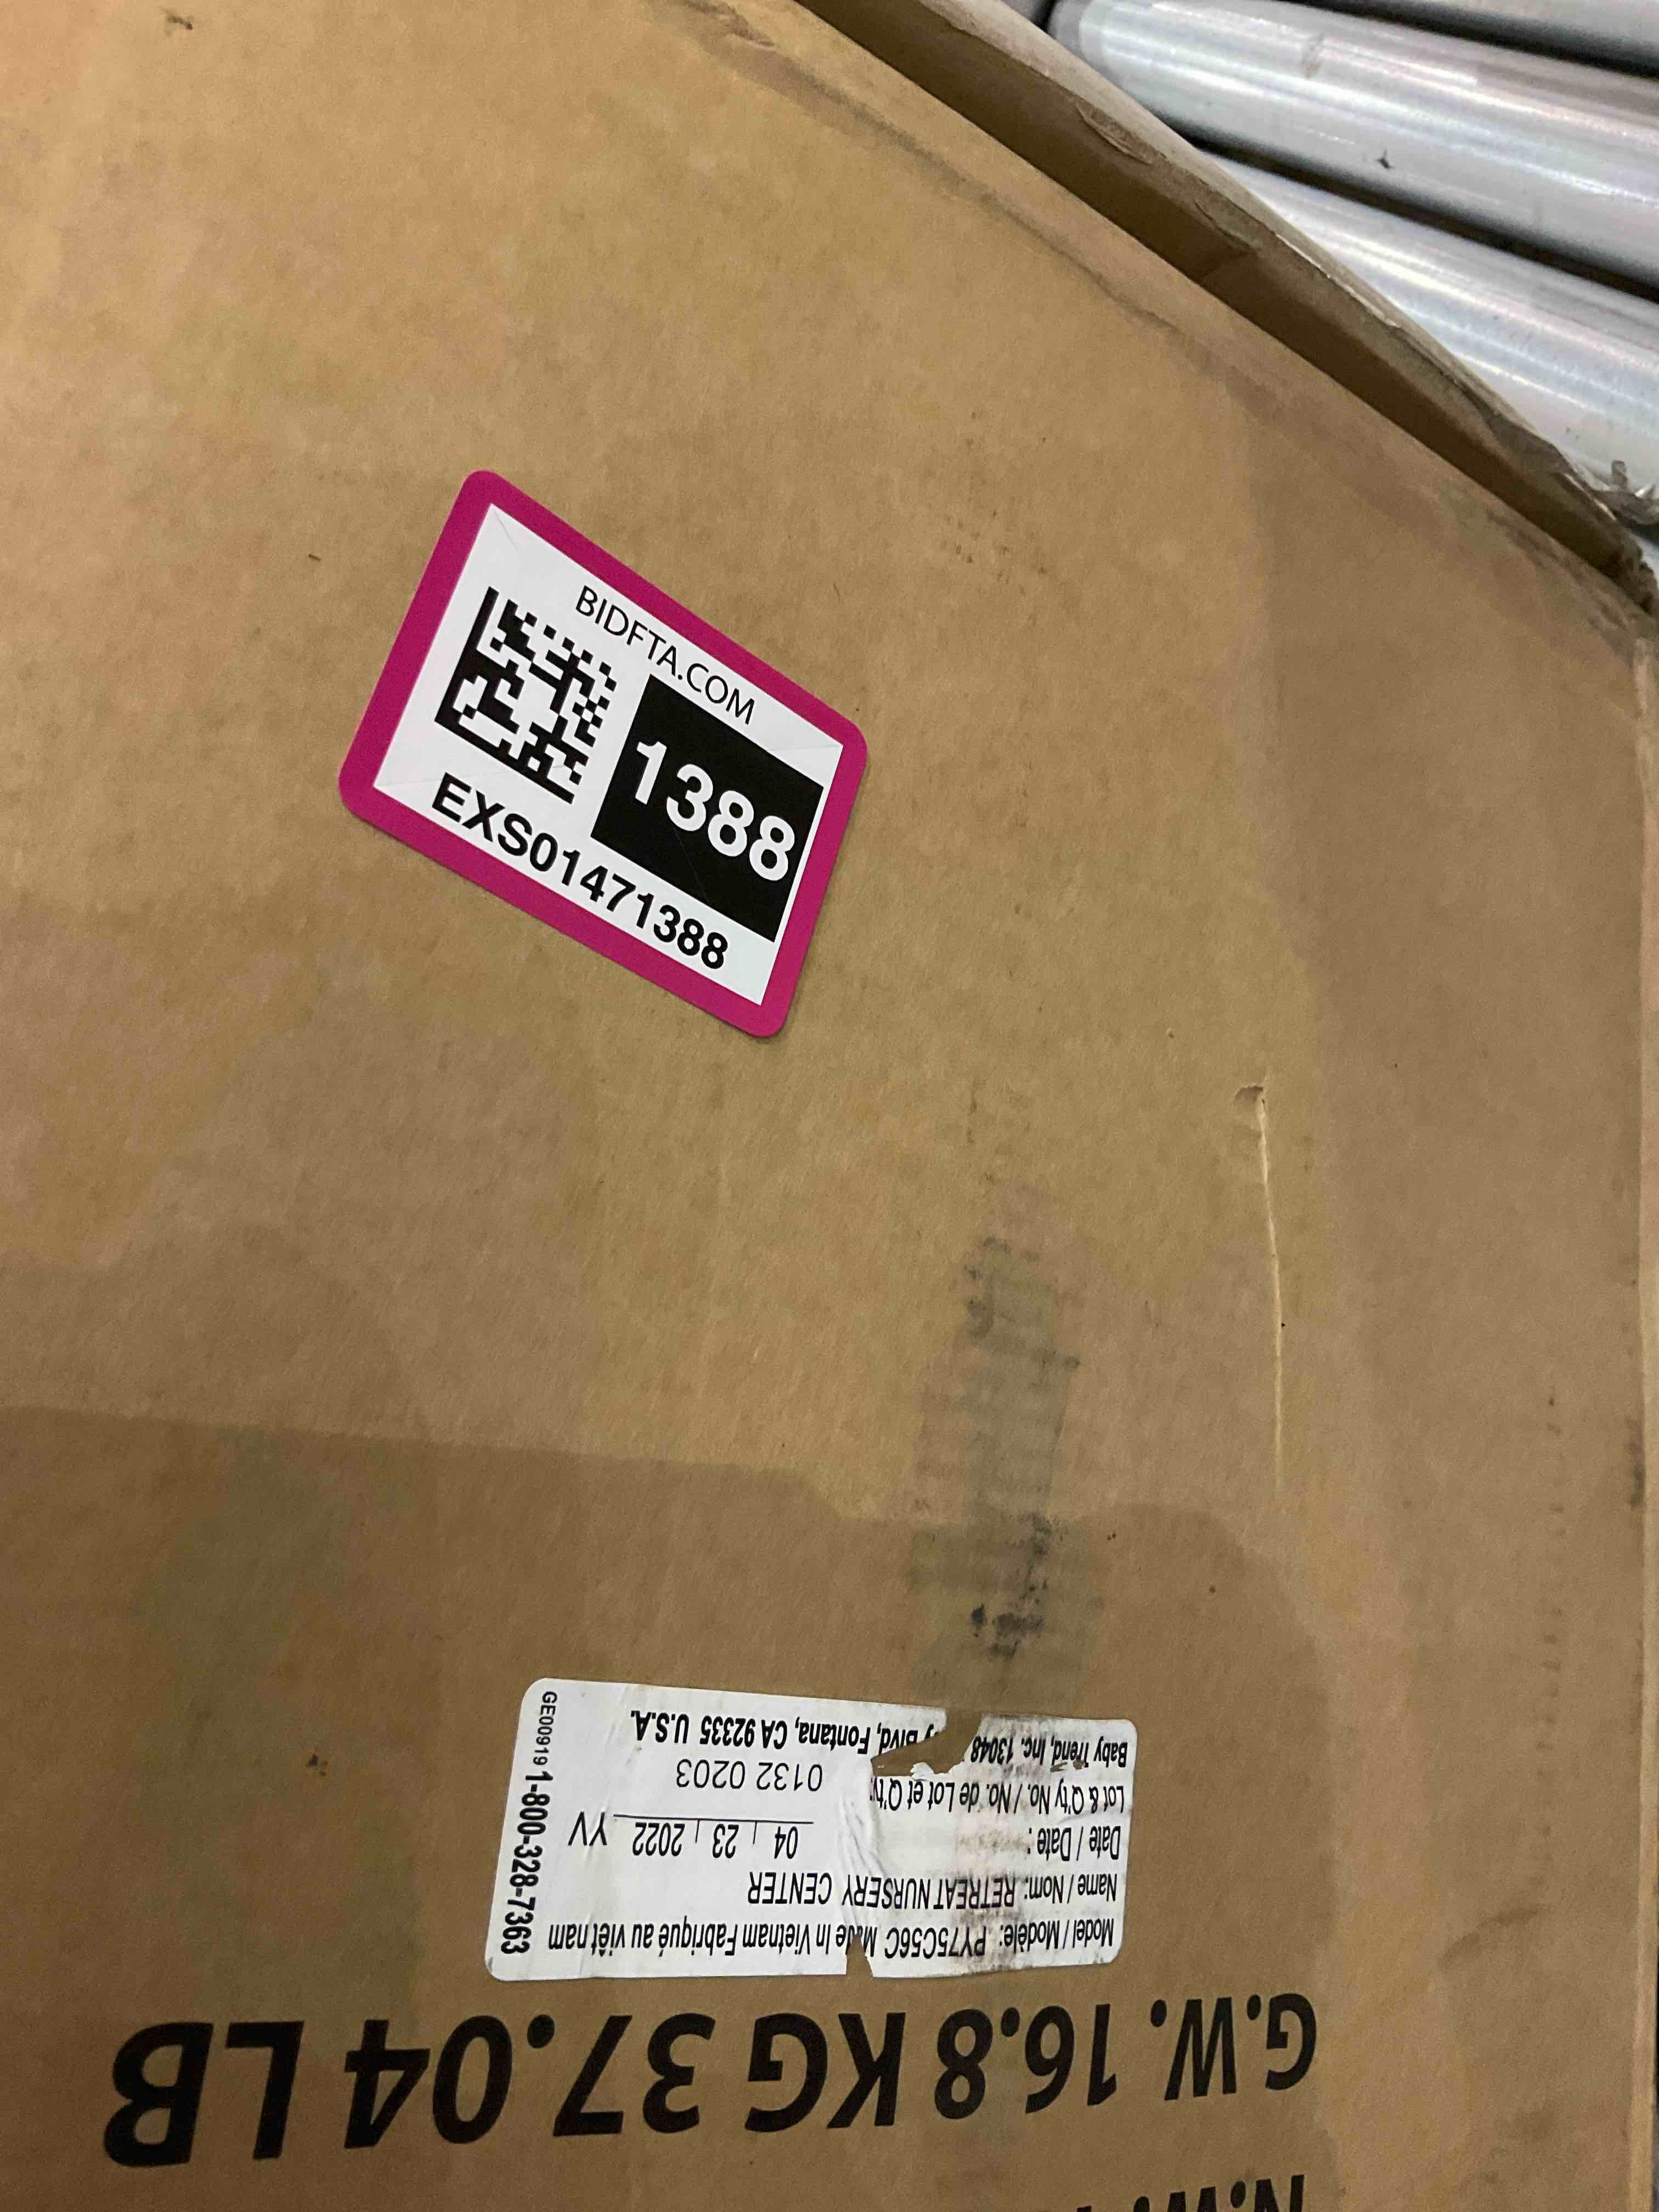 BIDFTA.COM
1388
EXS01471388
G.W. 16.8 KG 37.04 LB
Model / Modèle: PY75C56C Made In Vietnam Fabriqué au viêt nam
Name / Nom: RETREAT NURSERY CENTER
Date / Date : 04 23 2022 YV
Lot & Q'ty No. / No. de Lot et Q'ty 0132 0203
Baby Trend, Inc. 13048 Blvd, Fontana, CA 92335 U.S.A.
GE00919 1-800-328-7363